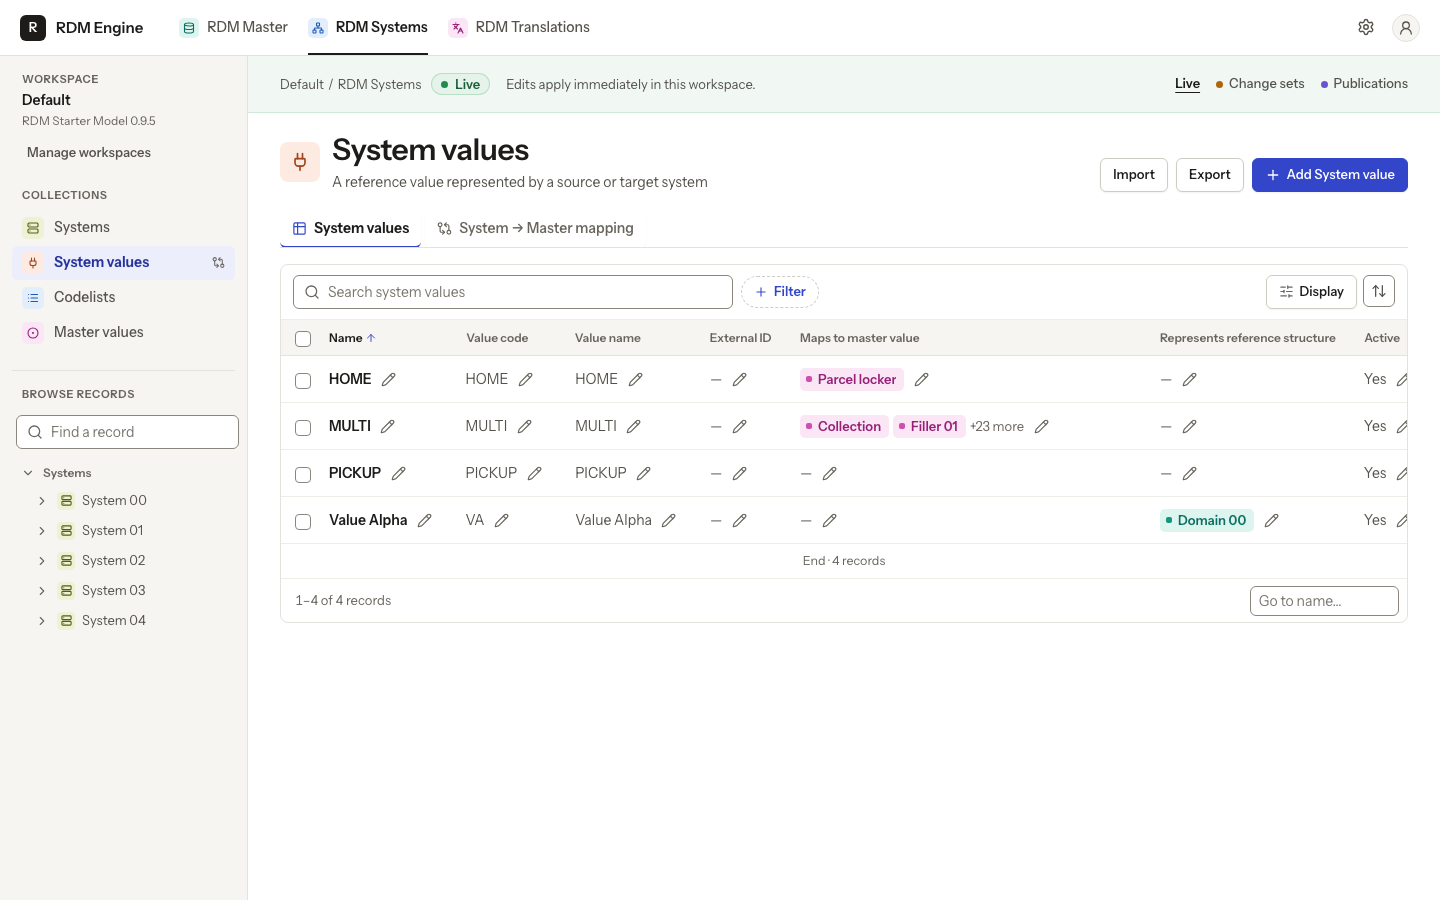 R RDM Engine RDM Master RDM Systems RDM Translations
WORKSPACE
Default
RDM Starter Model 0.9.5
Manage workspaces
COLLECTIONS
Systems
System values
Codelists
Master values
BROWSE RECORDS
Find a record
Systems
System 00
System 01
System 02
System 03
System 04
Default / RDM Systems Live Edits apply immediately in this workspace. Live Change sets Publications
System values
A reference value represented by a source or target system
Import Export + Add System value
System values System → Master mapping
Search system values + Filter Display
Name ↑ Value code Value name External ID Maps to master value Represents reference structure Active
HOME HOME HOME — Parcel locker — Yes
MULTI MULTI MULTI — Collection Filler 01 +23 more — Yes
PICKUP PICKUP PICKUP — — — Yes
Value Alpha VA Value Alpha — — Domain 00 Yes
End · 4 records
1–4 of 4 records Go to name...